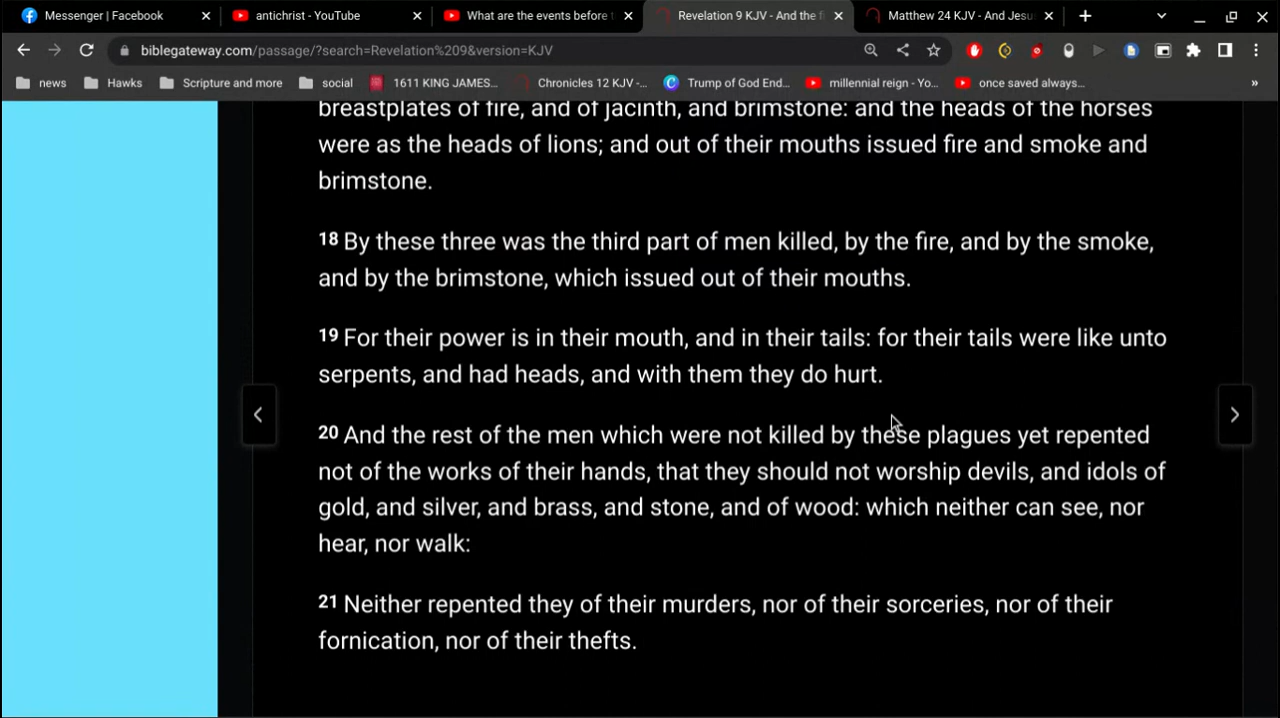 Messenger | Facebook
antichrist - YouTube
What are the events before t
Revelation 9 KJV - And the fi
Matthew 24 KJV - And Jesu
biblegateway.com/passage/?search=Revelation%209&version=KJV
news
Hawks
Scripture and more
social
1611 KING JAMES...
Chronicles 12 KJV -...
Trump of God End...
millennial reign - Yo...
once saved always...
»
breastplates of fire, and of jacinth, and brimstone: and the heads of the horses
were as the heads of lions; and out of their mouths issued fire and smoke and
brimstone.
18 By these three was the third part of men killed, by the fire, and by the smoke,
and by the brimstone, which issued out of their mouths.
19 For their power is in their mouth, and in their tails: for their tails were like unto
serpents, and had heads, and with them they do hurt.
20 And the rest of the men which were not killed by these plagues yet repented
not of the works of their hands, that they should not worship devils, and idols of
gold, and silver, and brass, and stone, and of wood: which neither can see, nor
hear, nor walk:
21 Neither repented they of their murders, nor of their sorceries, nor of their
fornication, nor of their thefts.